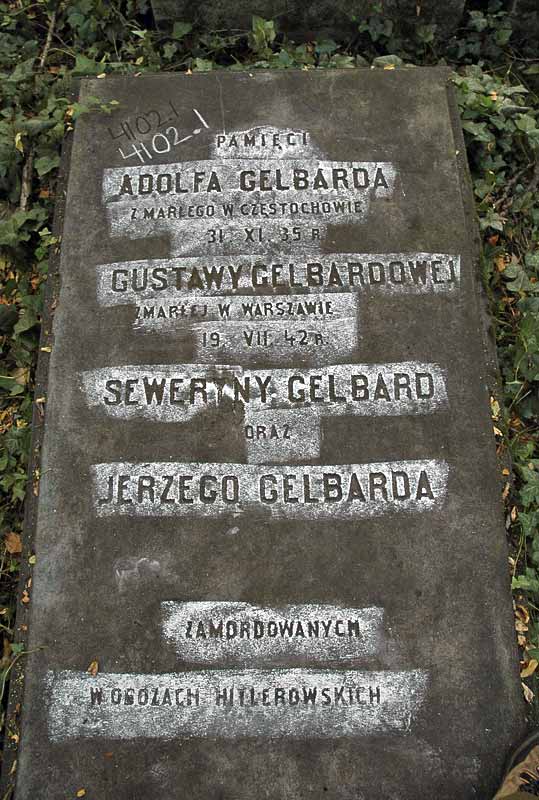 4102.1
4102.1
PAMIĘCI
ADOLFA GELBARDA
ZMARŁEGO W CZĘSTOCHOWIE
31. XI. 35 R.
GUSTAWY GELBARDOWEJ
ZMARŁEJ W WARSZAWIE
19. VII. 42 R.
SEWERYNY GELBARD
ORAZ
JERZEGO GELBARDA
ZAMORDOWANYCH
W OBOZACH HITLEROWSKICH